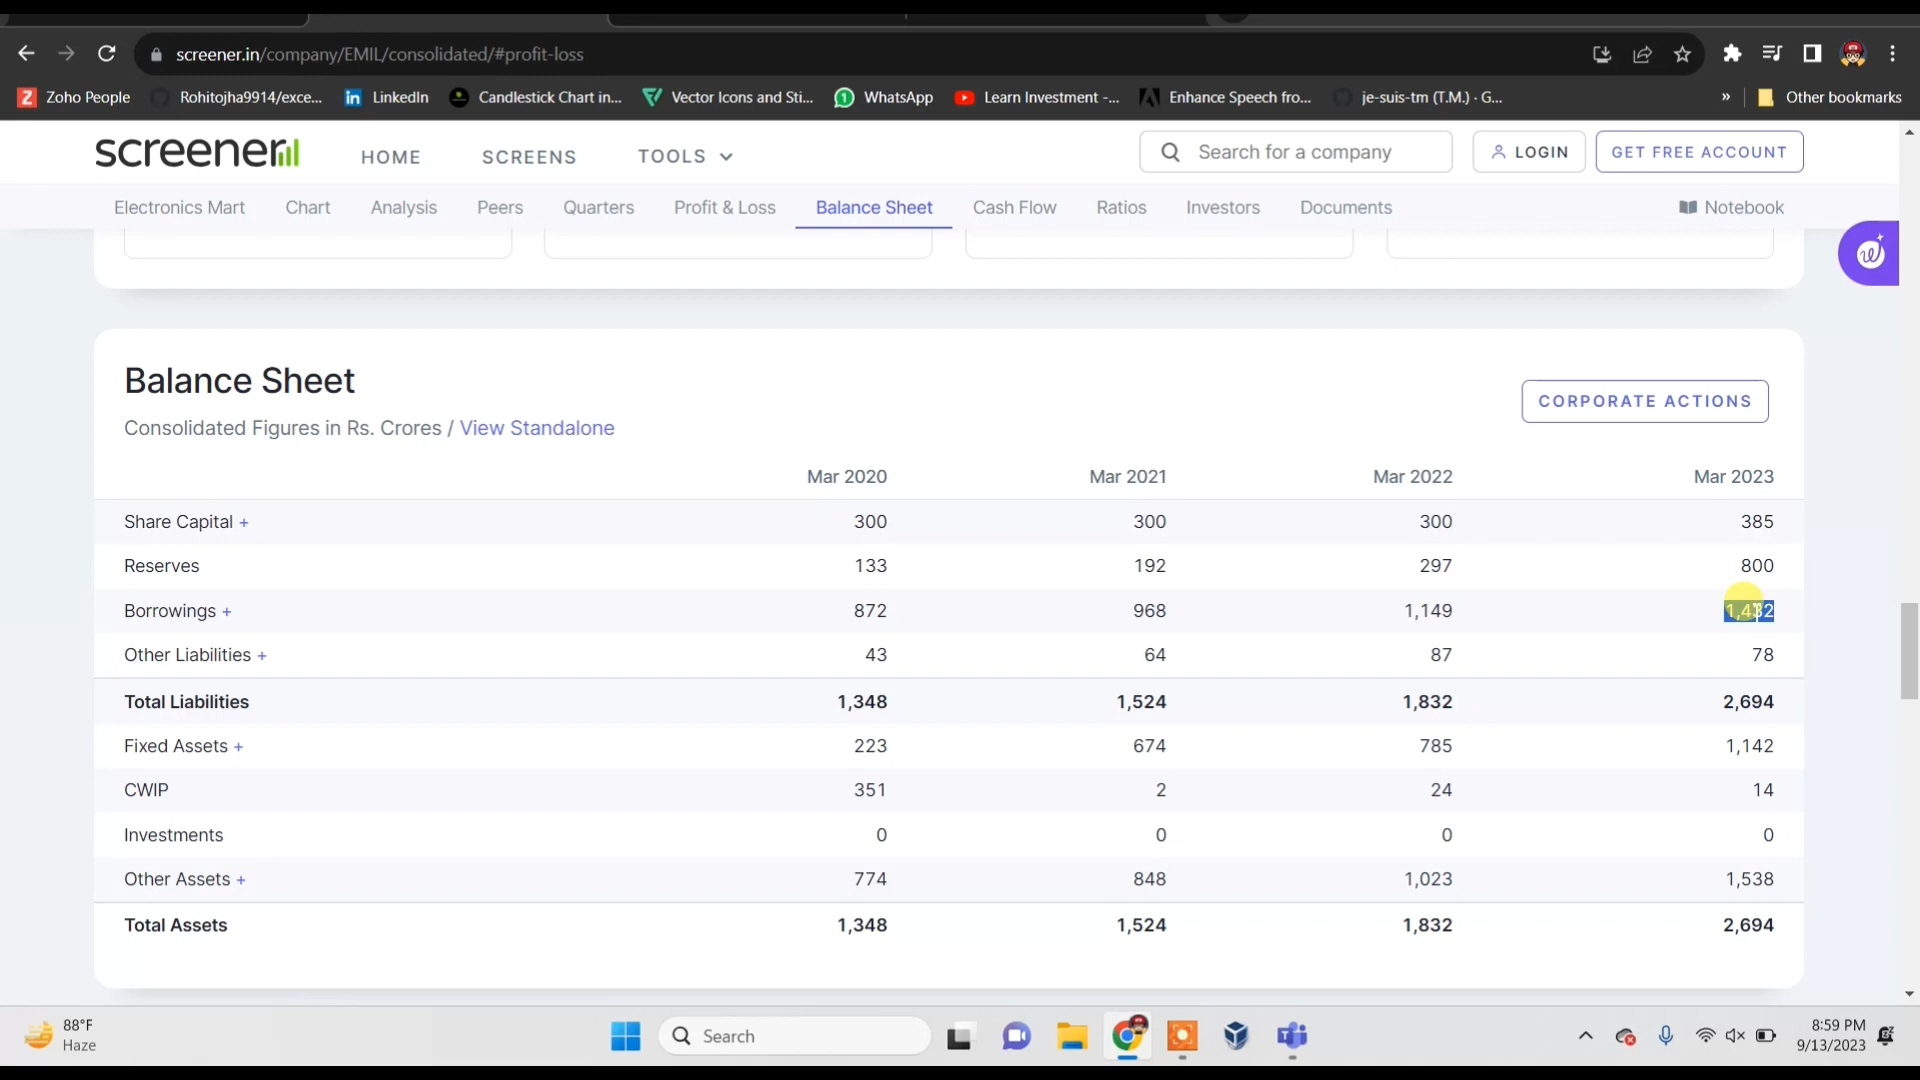 screener.in/company/EMIL/consolidated/#profit-loss
Zoho People Rohitojha9914/exce... LinkedIn Candlestick Chart in... Vector Icons and Sti... WhatsApp Learn Investment -... Enhance Speech fro... je-suis-tm (T.M.) · G... » Other bookmarks
screener HOME SCREENS TOOLS Search for a company LOGIN GET FREE ACCOUNT
Electronics Mart Chart Analysis Peers Quarters Profit & Loss Balance Sheet Cash Flow Ratios Investors Documents Notebook
Balance Sheet
CORPORATE ACTIONS
Consolidated Figures in Rs. Crores / View Standalone
Mar 2020 Mar 2021 Mar 2022 Mar 2023
Share Capital + 300 300 300 385
Reserves 133 192 297 800
Borrowings + 872 968 1,149 1,432
Other Liabilities + 43 64 87 78
Total Liabilities 1,348 1,524 1,832 2,694
Fixed Assets + 223 674 785 1,142
CWIP 351 2 24 14
Investments 0 0 0 0
Other Assets + 774 848 1,023 1,538
Total Assets 1,348 1,524 1,832 2,694
88°F
Haze
Search
8:59 PM
9/13/2023